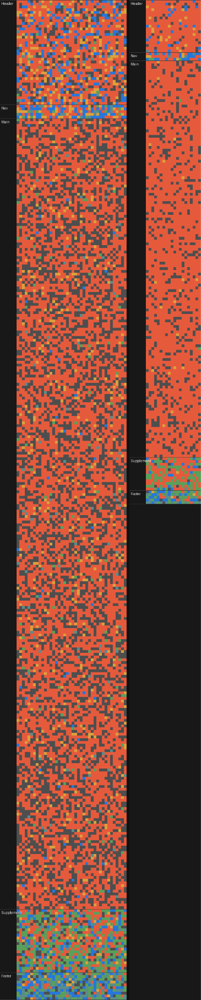 Header
Nav
Main
Supplement
Footer
Header
Nav
Main
Supplement
Footer